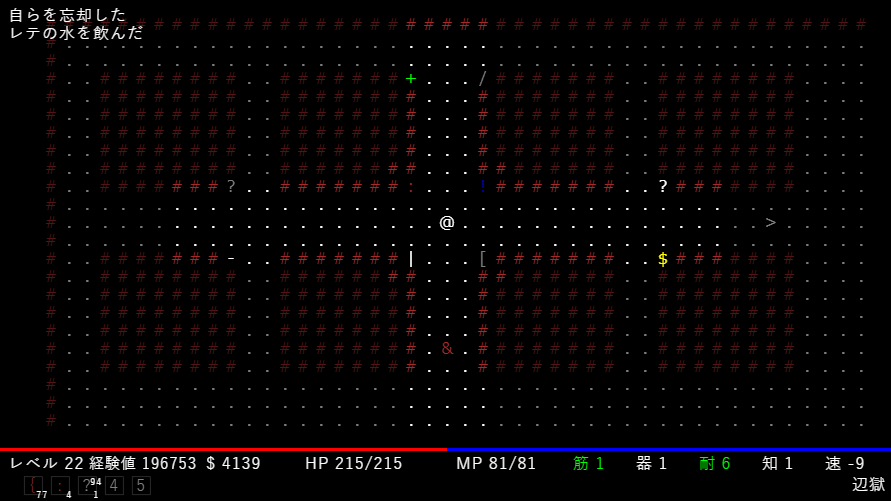 自らを忘却した
レテの水を飲んだ
レベル 22 経験値 196753 $ 4139 HP 215/215 MP 81/81 筋 1 器 1 耐 6 知 1 速 -9
{ 77 : 4 ? 94 1 4 5 辺獄